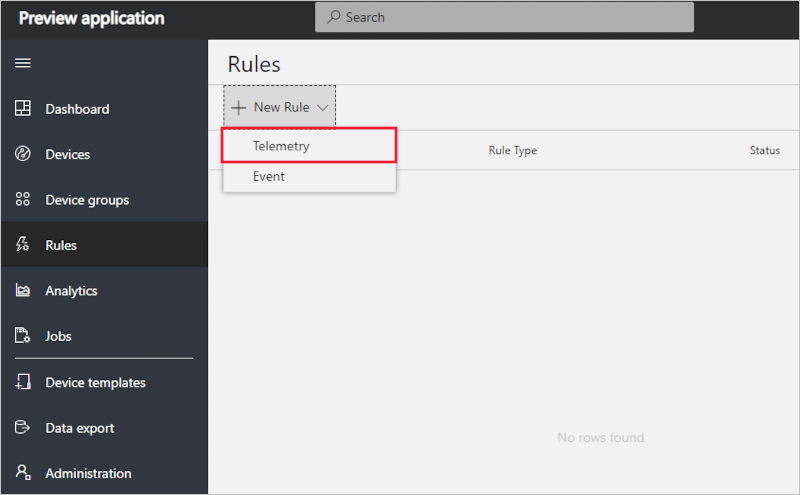 Preview application
Search
Rules
New Rule
Telemetry
Event
Rule Type
Status
No rows found
Dashboard
Devices
Device groups
Rules
Analytics
Jobs
Device templates
Data export
Administration